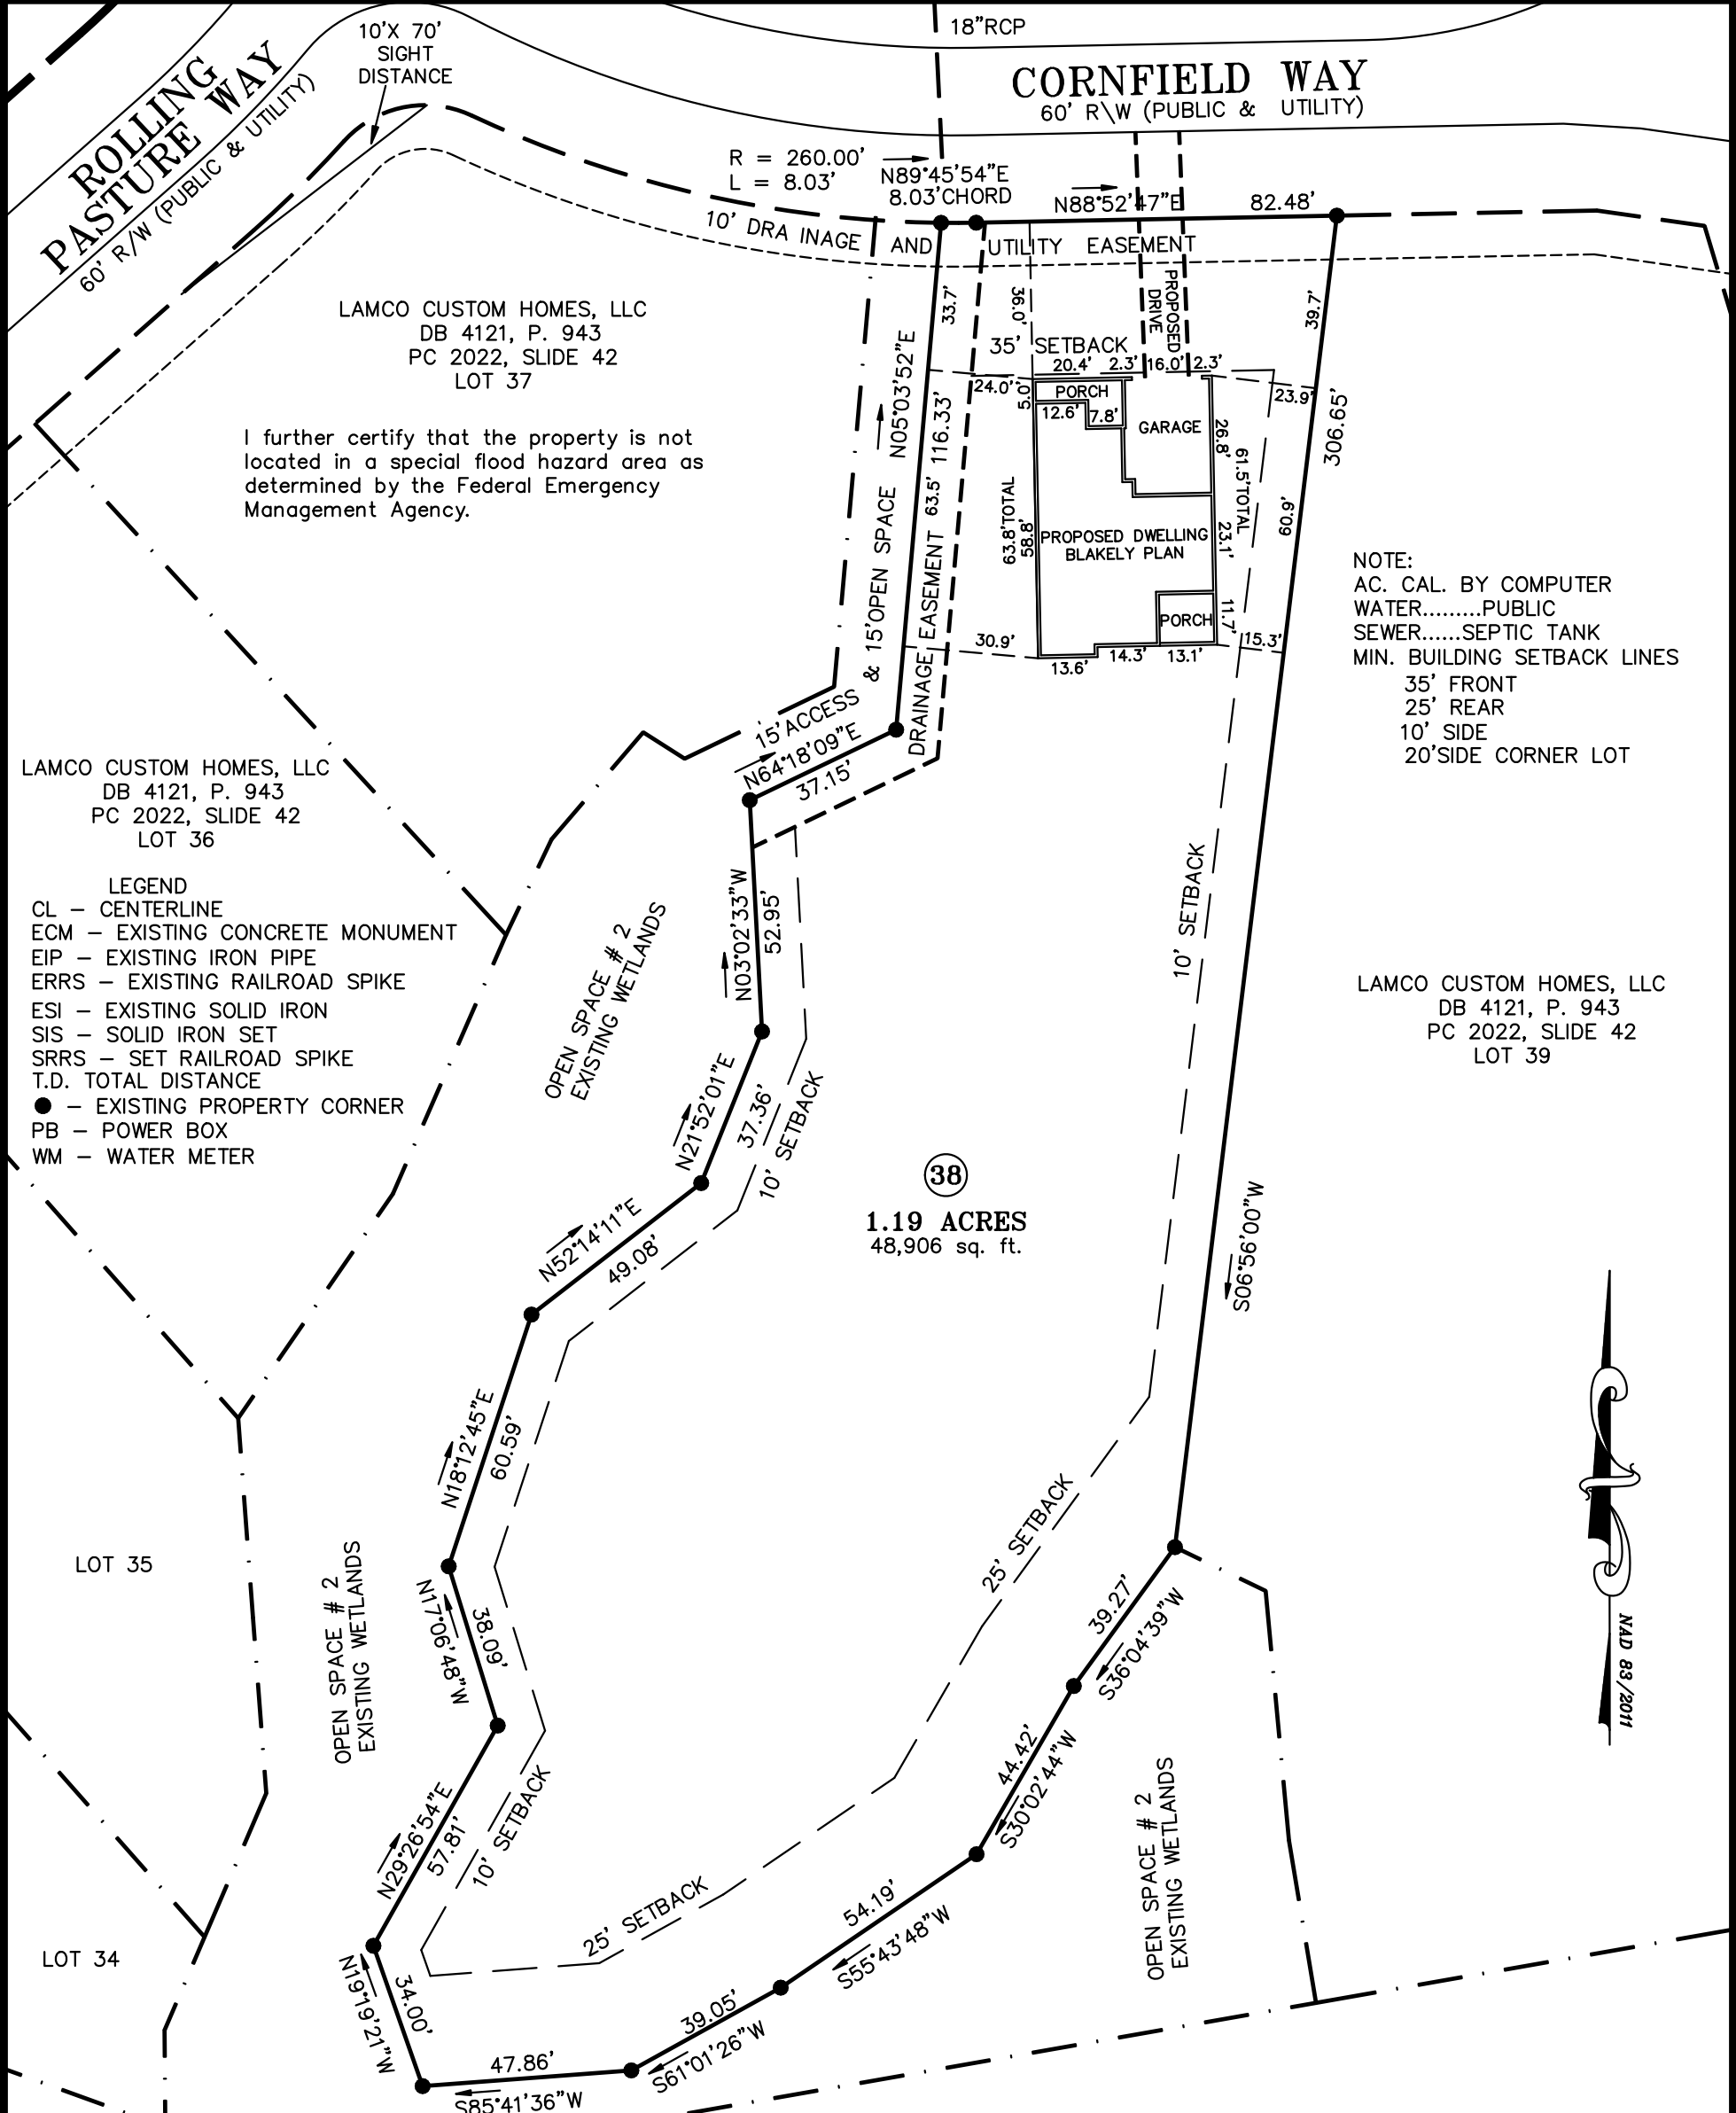 18"RCP
10'X 70'
SIGHT
DISTANCE
ROLLING
PASTURE WAY
60' R/W (PUBLIC & UTILITY)
CORNFIELD WAY
60' R\W (PUBLIC & UTILITY)
R = 260.00'
L = 8.03'
N89°45'54"E
8.03'CHORD
N88°52'47"E
82.48'
10' DRA INAGE AND UTILITY EASEMENT
LAMCO CUSTOM HOMES, LLC
DB 4121, P. 943
PC 2022, SLIDE 42
LOT 37
I further certify that the property is not
located in a special flood hazard area as
determined by the Federal Emergency
Management Agency.
33.7'
36.0'
PROPOSED
DRIVE
39.7'
35' SETBACK
20.4'
2.3'
16.0'
2.3'
24.0'
5.0'
PORCH
23.9'
12.6'
7.8'
GARAGE
26.8'
61.5'TOTAL
N05°03'52"E
116.33'
306.65'
63.5'
63.8'TOTAL
58.8'
PROPOSED DWELLING
BLAKELY PLAN
23.1'
60.9'
PORCH
11.7'
15.3'
30.9'
13.6'
14.3'
13.1'
15'ACCESS
& 15'OPEN SPACE
DRAINAGE EASEMENT
NOTE:
AC. CAL. BY COMPUTER
WATER.........PUBLIC
SEWER......SEPTIC TANK
MIN. BUILDING SETBACK LINES
35' FRONT
25' REAR
10' SIDE
20'SIDE CORNER LOT
N64°18'09"E
37.15'
LAMCO CUSTOM HOMES, LLC
DB 4121, P. 943
PC 2022, SLIDE 42
LOT 36
LEGEND
CL – CENTERLINE
ECM – EXISTING CONCRETE MONUMENT
EIP – EXISTING IRON PIPE
ERRS – EXISTING RAILROAD SPIKE
ESI – EXISTING SOLID IRON
SIS – SOLID IRON SET
SRRS – SET RAILROAD SPIKE
T.D. TOTAL DISTANCE
● – EXISTING PROPERTY CORNER
PB – POWER BOX
WM – WATER METER
OPEN SPACE # 2
EXISTING WETLANDS
N03°02'33"W
52.95'
10' SETBACK
LAMCO CUSTOM HOMES, LLC
DB 4121, P. 943
PC 2022, SLIDE 42
LOT 39
N21°52'01"E
37.36'
10' SETBACK
38
1.19 ACRES
48,906 sq. ft.
N52°14'11"E
49.08'
S06°56'00"W
N18°12'45"E
60.59'
25' SETBACK
LOT 35
OPEN SPACE # 2
EXISTING WETLANDS
N17°06'48"W
38.09'
39.27'
S36°04'39"W
NAD 83/2011
44.42'
S30°02'44"W
N29°26'54"E
57.81'
10' SETBACK
OPEN SPACE # 2
EXISTING WETLANDS
25' SETBACK
54.19'
S55°43'48"W
LOT 34
N19°19'21"W
34.00'
39.05'
S61°01'26"W
47.86'
S85°41'36"W